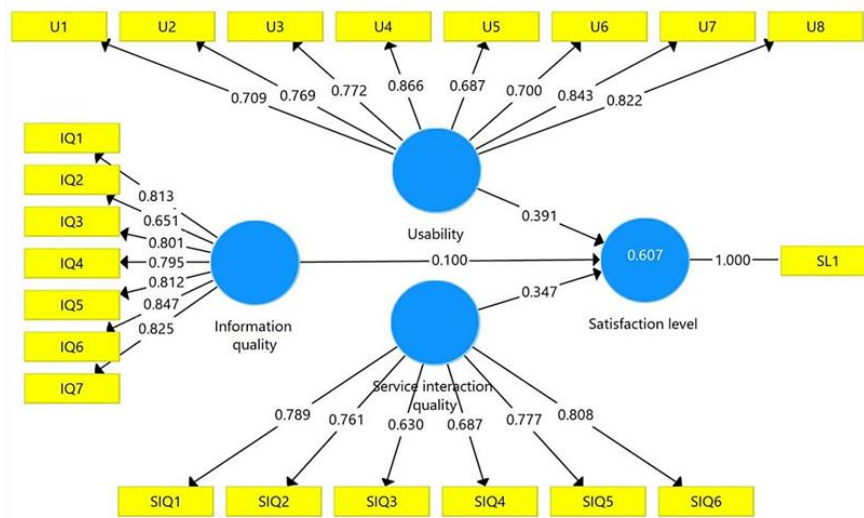 U1 U2 U3 U4 U5 U6 U7 U8
0.709 0.769 0.772 0.866 0.687 0.700 0.843 0.822
IQ1
IQ2
IQ3
IQ4
IQ5
IQ6
IQ7
0.813
0.651
0.801
0.795
0.812
0.847
0.825
Information
quality
Usability
0.391
0.100
0.347
0.607
Satisfaction level
1.000
SL1
Service interaction
quality
0.789 0.761 0.630 0.687 0.777 0.808
SIQ1 SIQ2 SIQ3 SIQ4 SIQ5 SIQ6